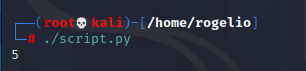 ┌──(root💀kali)-[/home/rogelio]
└─# ./script.py
5